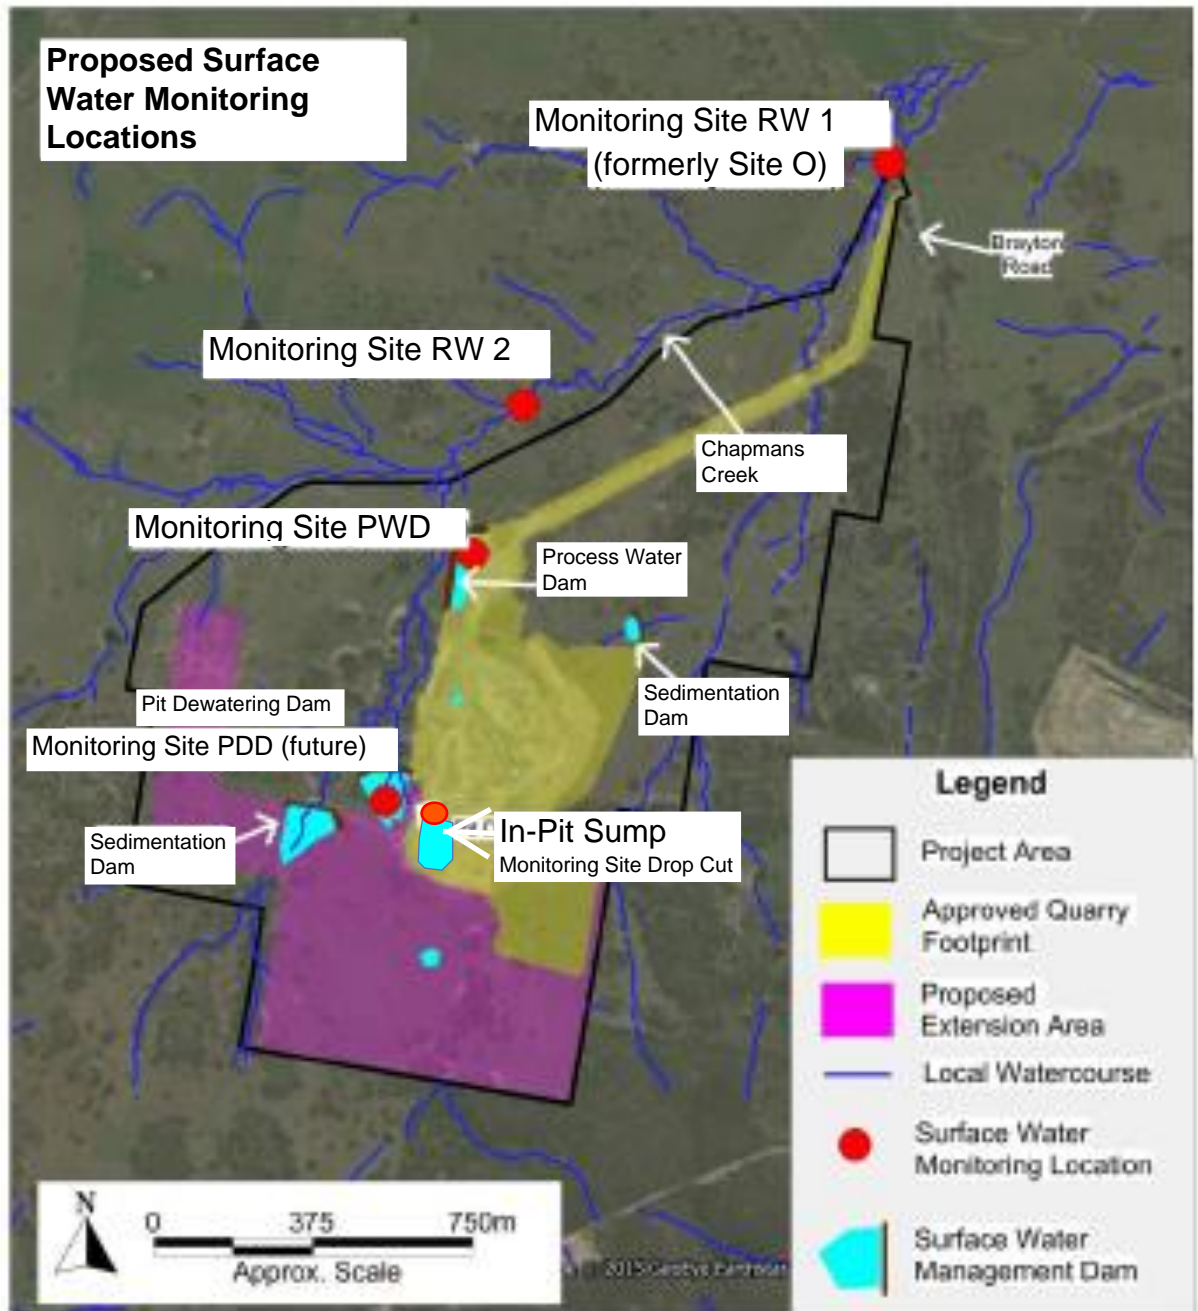 Proposed Surface
Water Monitoring
Locations
Monitoring Site RW 1
(formerly Site O)
Brayton
Road
Monitoring Site RW 2
Chapmans
Creek
Monitoring Site PWD
Process Water
Dam
Sedimentation
Dam
Pit Dewatering Dam
Monitoring Site PDD (future)
In-Pit Sump
Monitoring Site Drop Cut
Sedimentation
Dam
Legend
Project Area
Approved Quarry
Footprint
Proposed
Extension Area
Local Watercourse
Surface Water
Monitoring Location
Surface Water
Management Dam
N
0 375 750m
Approx. Scale
2015 GeoEye Earthstar